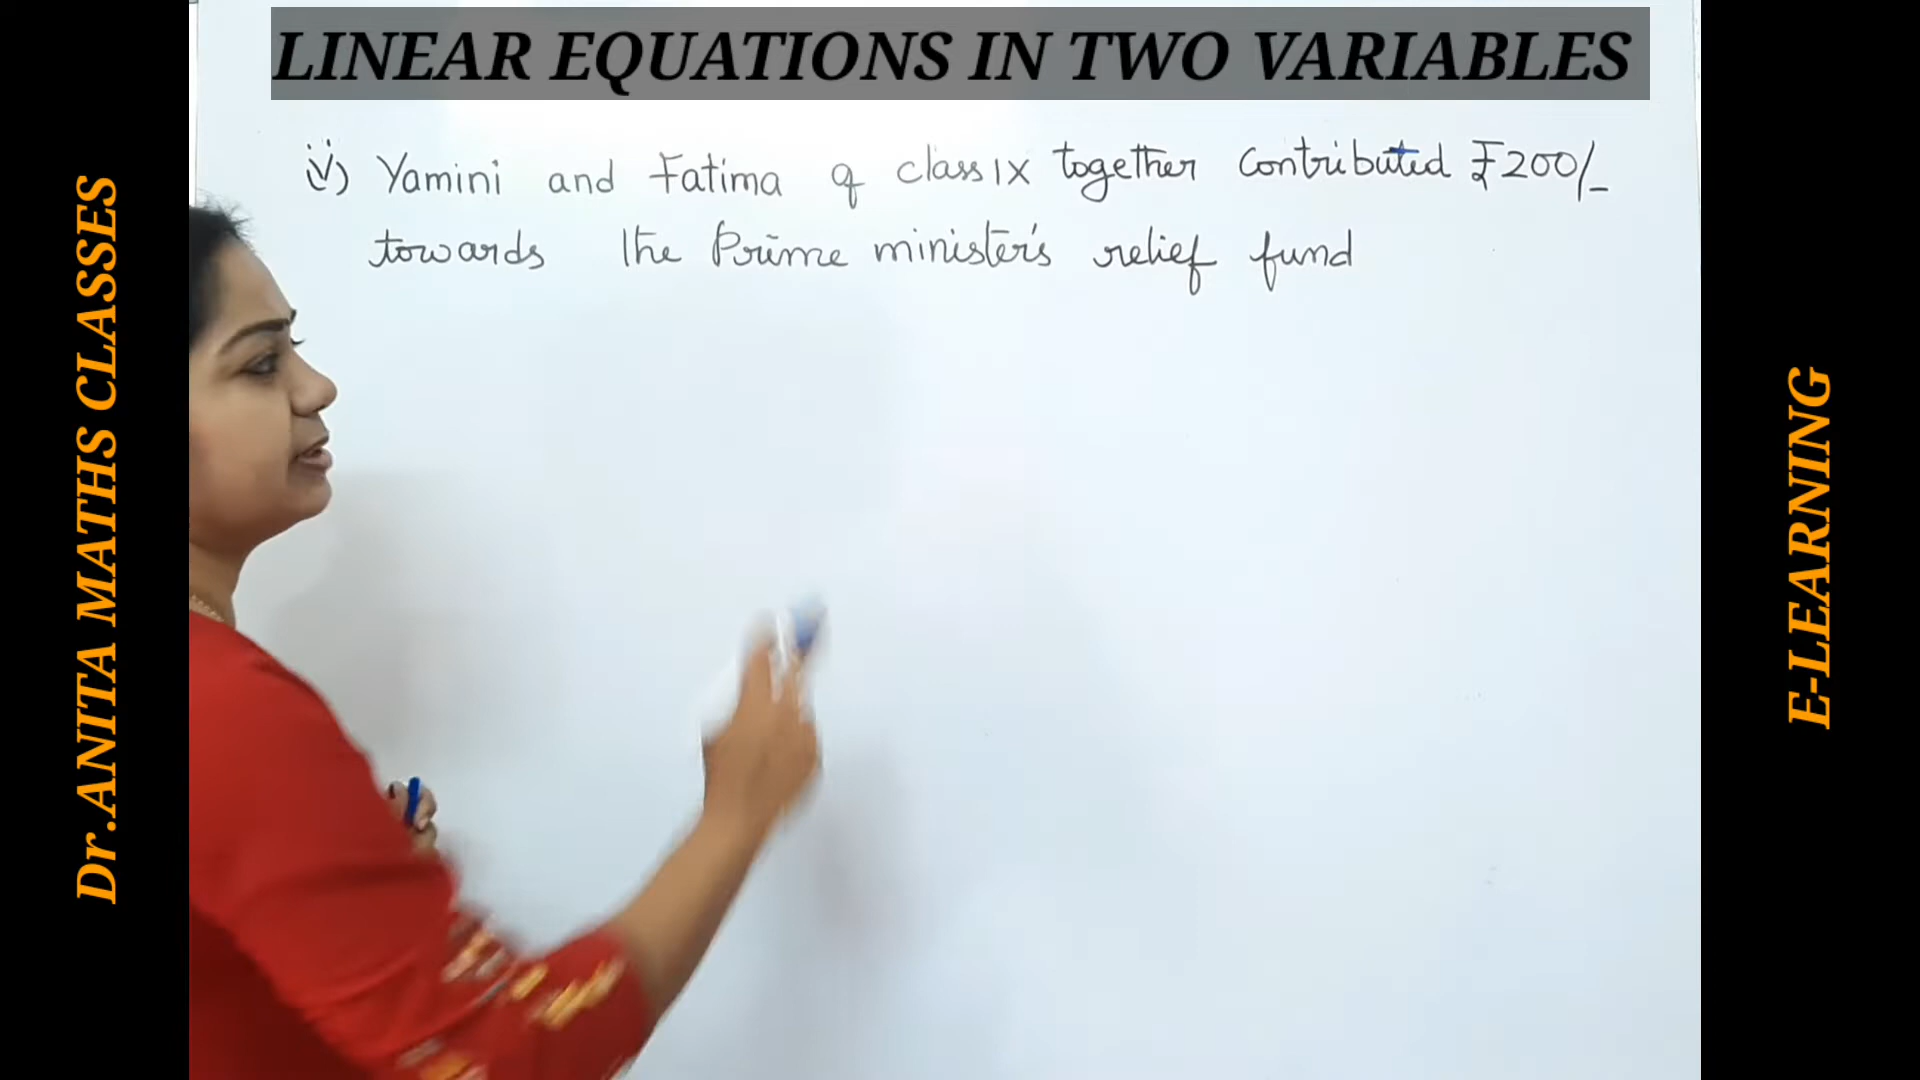 LINEAR EQUATIONS IN TWO VARIABLES
iv) Yamini and Fatima of class IX together contributed ₹200/-
towards the Prime minister's relief fund
Dr.ANITA MATHS CLASSES
E-LEARNING